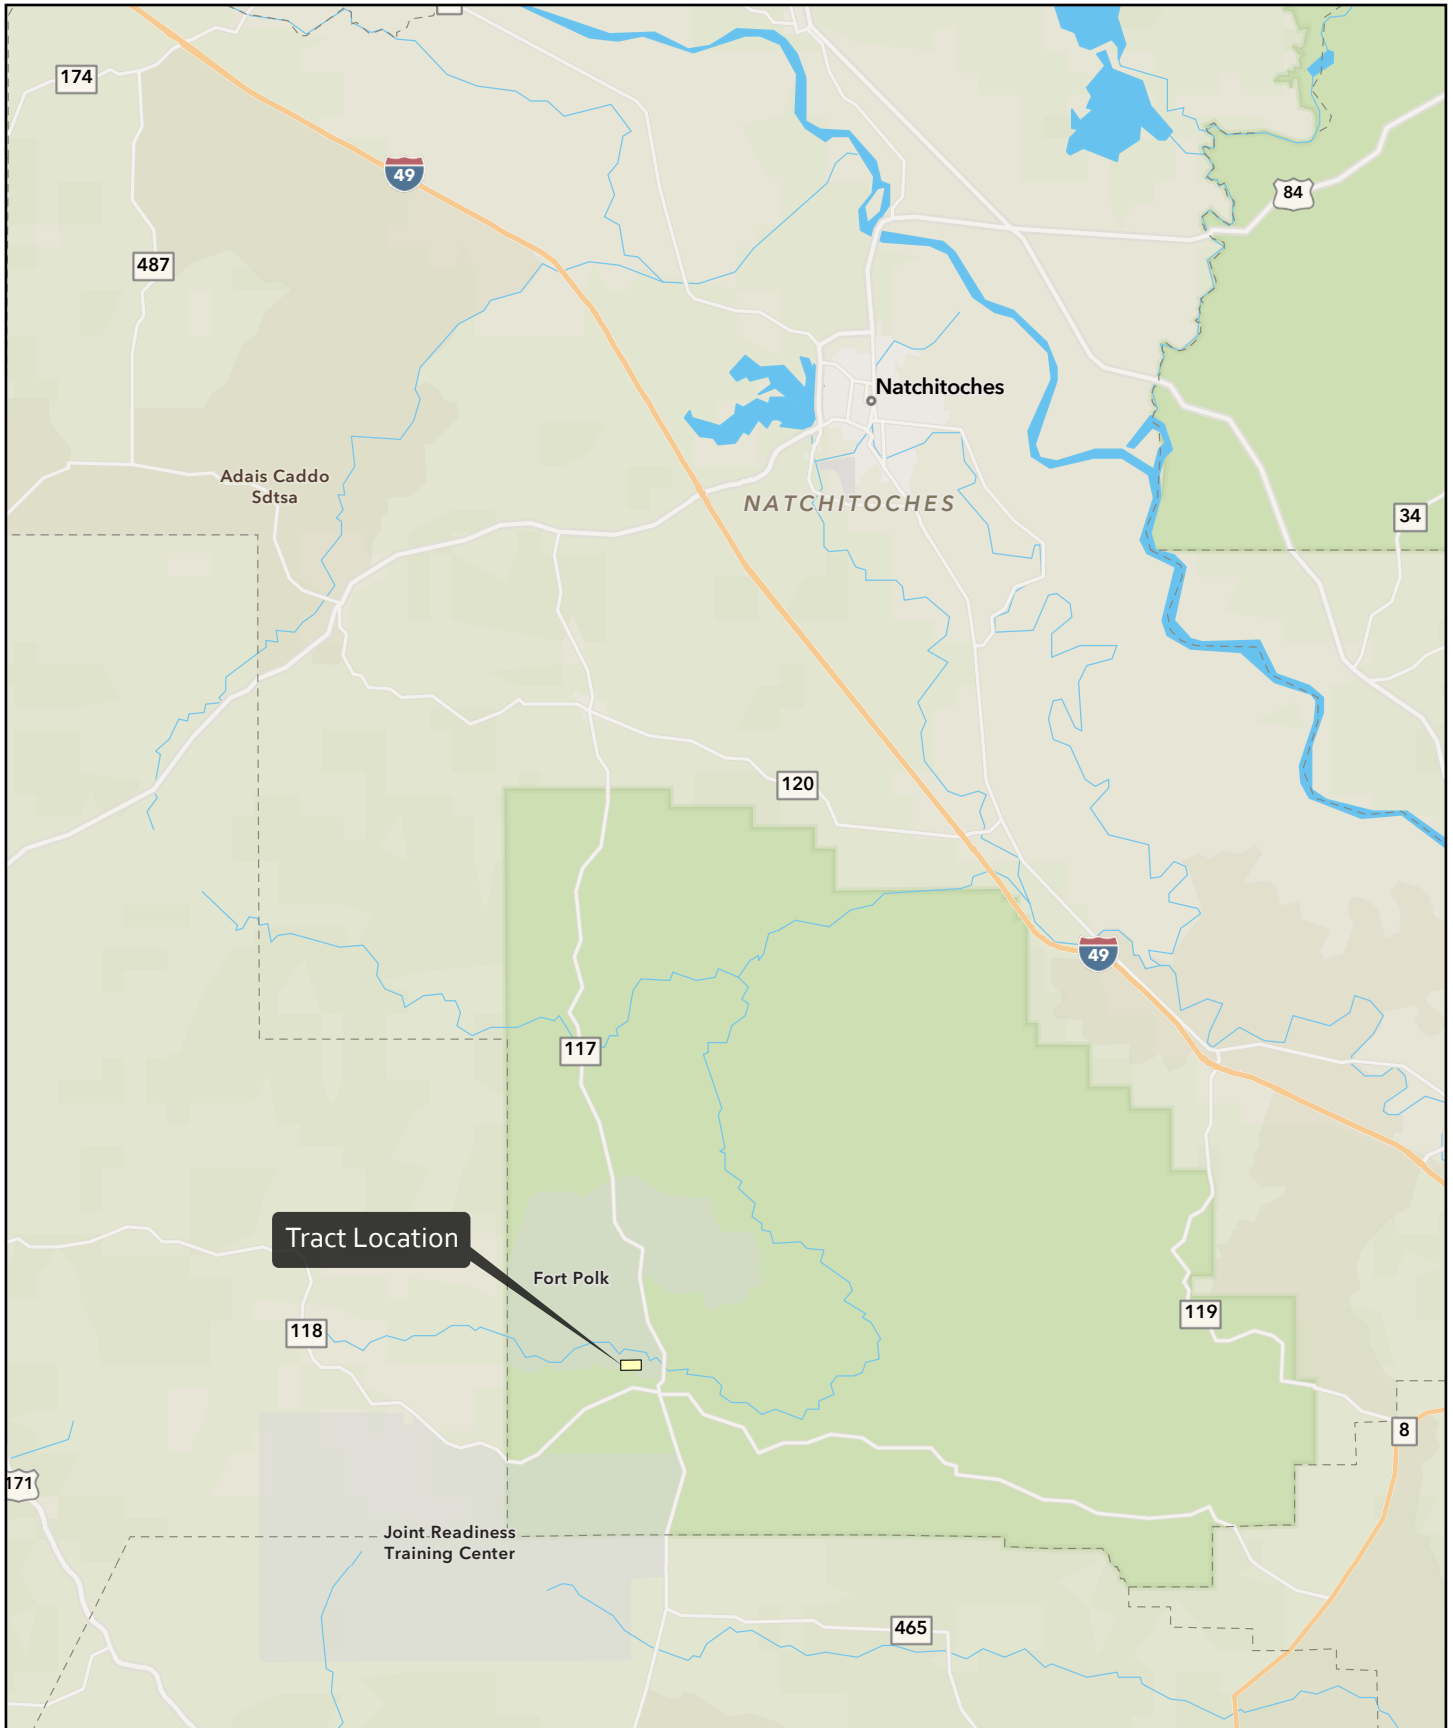 174
49
84
487
Natchitoches
Adais Caddo
Sdtsa
NATCHITOCHES
34
120
49
117
Tract Location
Fort Polk
118
119
8
171
Joint Readiness
Training Center
465